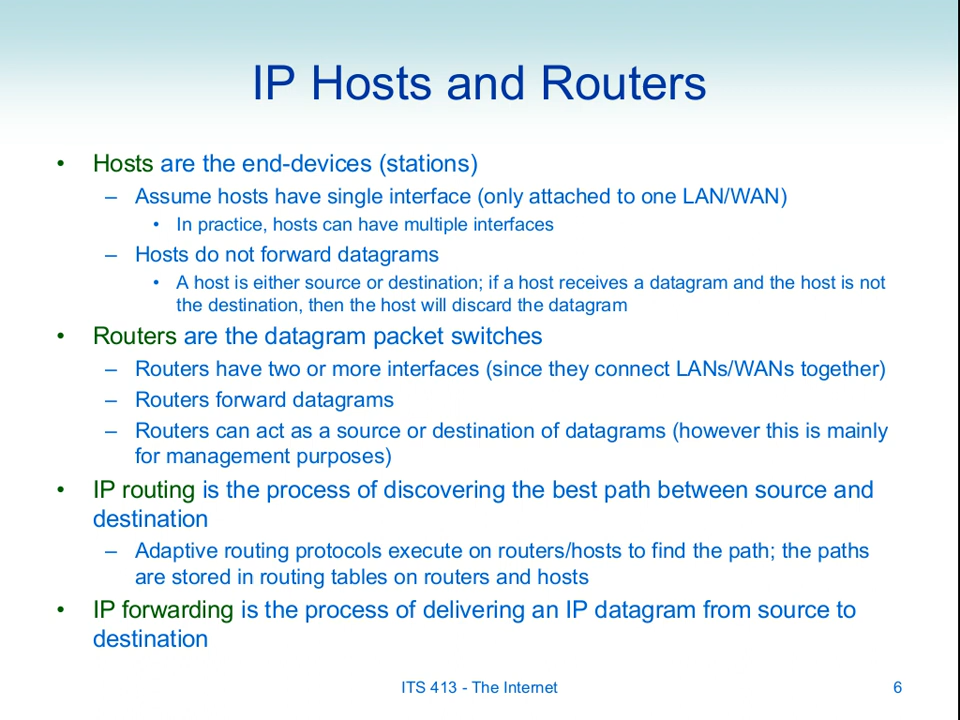 IP Hosts and Routers
• Hosts are the end-devices (stations)
– Assume hosts have single interface (only attached to one LAN/WAN)
• In practice, hosts can have multiple interfaces
– Hosts do not forward datagrams
• A host is either source or destination; if a host receives a datagram and the host is not
the destination, then the host will discard the datagram
• Routers are the datagram packet switches
– Routers have two or more interfaces (since they connect LANs/WANs together)
– Routers forward datagrams
– Routers can act as a source or destination of datagrams (however this is mainly
for management purposes)
• IP routing is the process of discovering the best path between source and
destination
– Adaptive routing protocols execute on routers/hosts to find the path; the paths
are stored in routing tables on routers and hosts
• IP forwarding is the process of delivering an IP datagram from source to
destination
ITS 413 - The Internet
6